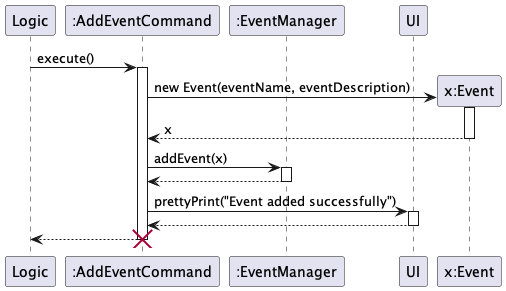 Logic :AddEventCommand :EventManager UI
execute()
new Event(eventName, eventDescription)
x:Event
x
addEvent(x)
prettyPrint("Event added successfully")
Logic :AddEventCommand :EventManager UI x:Event